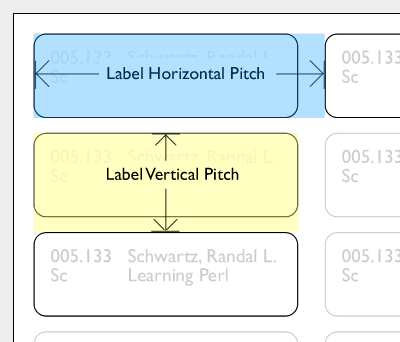 005.133 Schwartz, Randal L.
Sc
Label Horizontal Pitch
005.133
Sc
005.133 Schwartz, Randal L.
Sc
Label Vertical Pitch
005.133
Sc
005.133 Schwartz, Randal L.
Sc Learning Perl
005.133
Sc